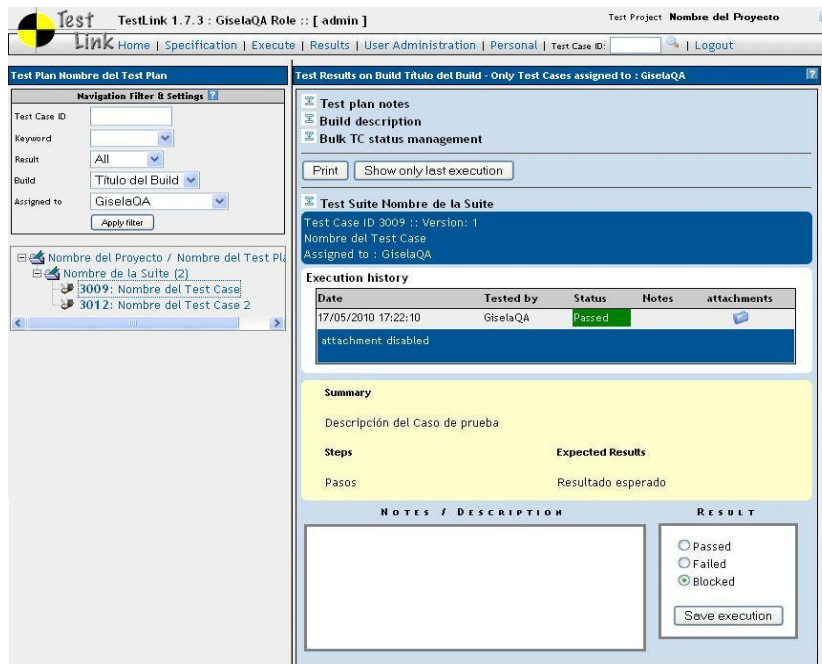 Test Link
TestLink 1.7.3 : GiselaQA Role :: [ admin ]
Test Project Nombre del Proyecto
Home | Specification | Execute | Results | User Administration | Personal | Test Case ID: | Logout
Test Plan Nombre del Test Plan
Navigation Filter & Settings ?
Test Case ID
Keyword
Result All
Build Título del Build
Assigned to GiselaQA
Apply filter
Nombre del Proyecto / Nombre del Test Pla
Nombre de la Suite (2)
3009: Nombre del Test Case
3012: Nombre del Test Case 2
Test Results on Build Título del Build - Only Test Cases assigned to : GiselaQA ?
Test plan notes
Build description
Bulk TC status management
Print Show only last execution
Test Suite Nombre de la Suite
Test Case ID 3009 :: Version: 1
Nombre del Test Case
Assigned to : GiselaQA
Execution history
Date Tested by Status Notes attachments
17/05/2010 17:22:10 GiselaQA Passed
attachment disabled
Summary
Descripción del Caso de prueba
Steps Expected Results
Pasos Resultado esperado
NOTES / DESCRIPTION RESULT
Passed
Failed
Blocked
Save execution